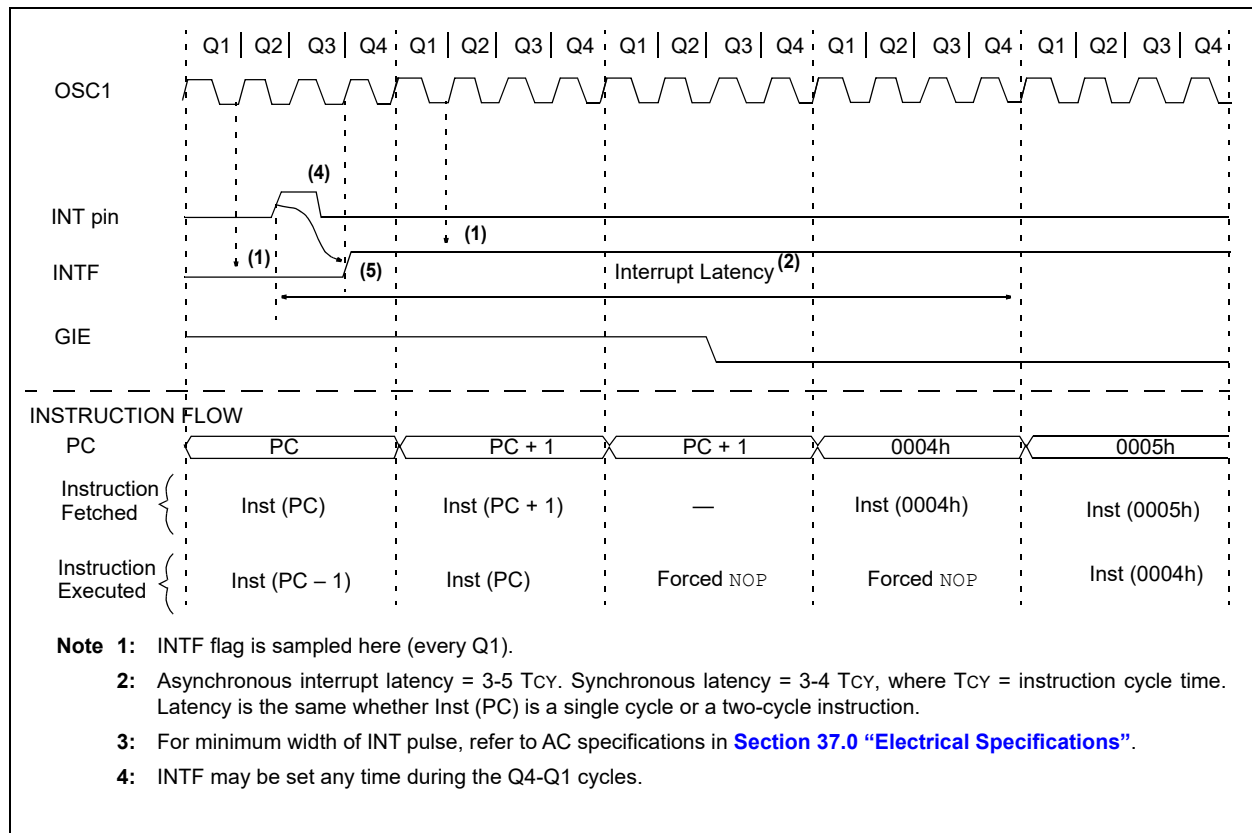 Q1 | Q2 | Q3 | Q4 Q1 | Q2 | Q3 | Q4 Q1 | Q2 | Q3 | Q4 Q1 | Q2 | Q3 | Q4 Q1 | Q2 | Q3 | Q4
OSC1
(4)
INT pin
(1)
(1)
INTF
(5)
Interrupt Latency(2)
GIE
INSTRUCTION FLOW
PC PC PC + 1 PC + 1 0004h 0005h
Instruction
Fetched
Inst (PC) Inst (PC + 1) — Inst (0004h) Inst (0005h)
Instruction
Executed
Inst (PC – 1) Inst (PC) Forced NOP Forced NOP Inst (0004h)
Note 1: INTF flag is sampled here (every Q1).
2: Asynchronous interrupt latency = 3-5 TCY. Synchronous latency = 3-4 TCY, where TCY = instruction cycle time.
Latency is the same whether Inst (PC) is a single cycle or a two-cycle instruction.
3: For minimum width of INT pulse, refer to AC specifications in Section 37.0 “Electrical Specifications”.
4: INTF may be set any time during the Q4-Q1 cycles.